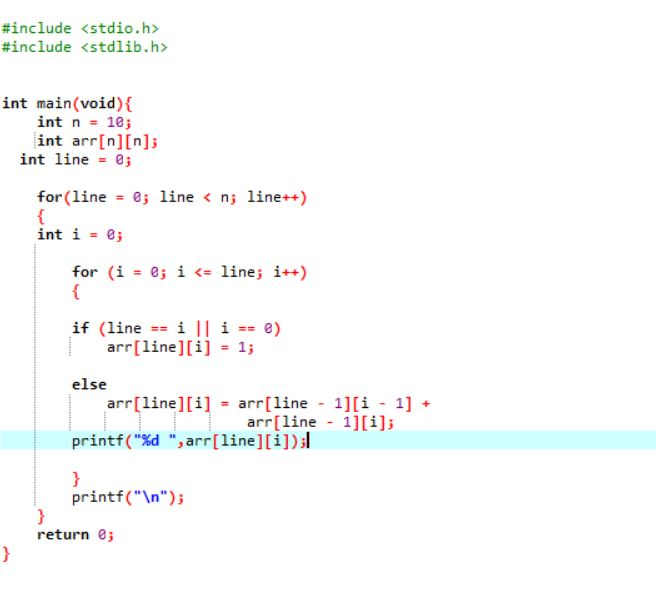 #include <stdio.h>
#include <stdlib.h>
int main(void){
int n = 10;
int arr[n][n];
int line = 0;
for(line = 0; line < n; line++)
{
int i = 0;
for (i = 0; i <= line; i++)
{
if (line == i || i == 0)
arr[line][i] = 1;
else
arr[line][i] = arr[line - 1][i - 1] +
arr[line - 1][i];
printf("%d ",arr[line][i]);
}
printf("\n");
}
return 0;
}